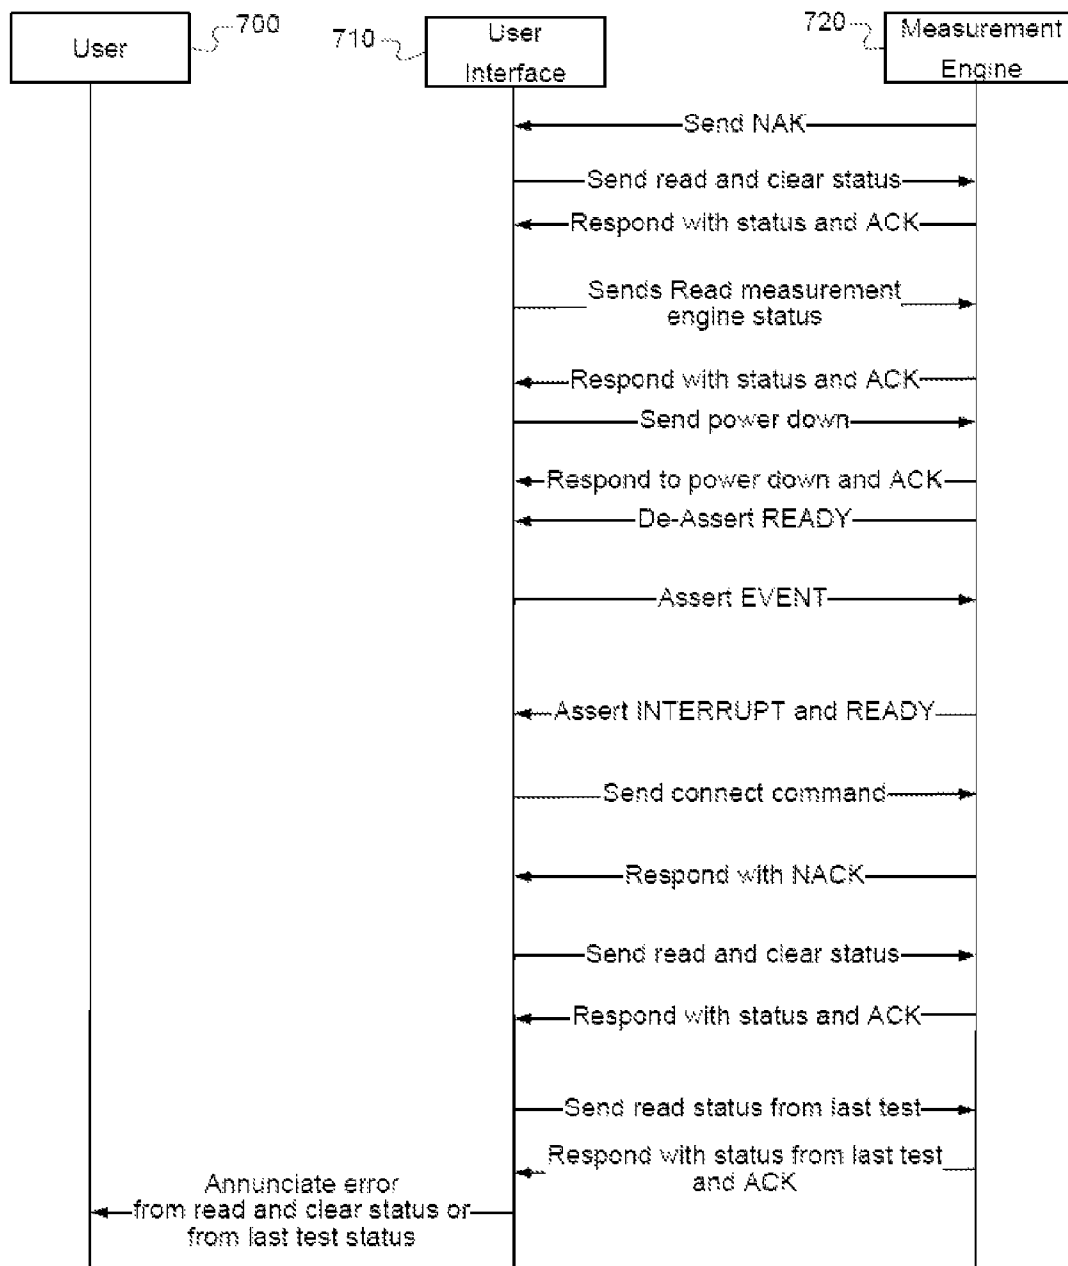 User
700
710
User
Interface
720
Measurement
Engine
Send NAK
Send read and clear status
Respond with status and ACK
Sends Read measurement
engine status
Respond with status and ACK
Send power down
Respond to power down and ACK
De-Assert READY
Assert EVENT
Assert INTERRUPT and READY
Send connect command
Respond with NACK
Send read and clear status
Respond with status and ACK
Send read status from last test
Respond with status from last test
and ACK
Annunciate error
from read and clear status or
from last test status